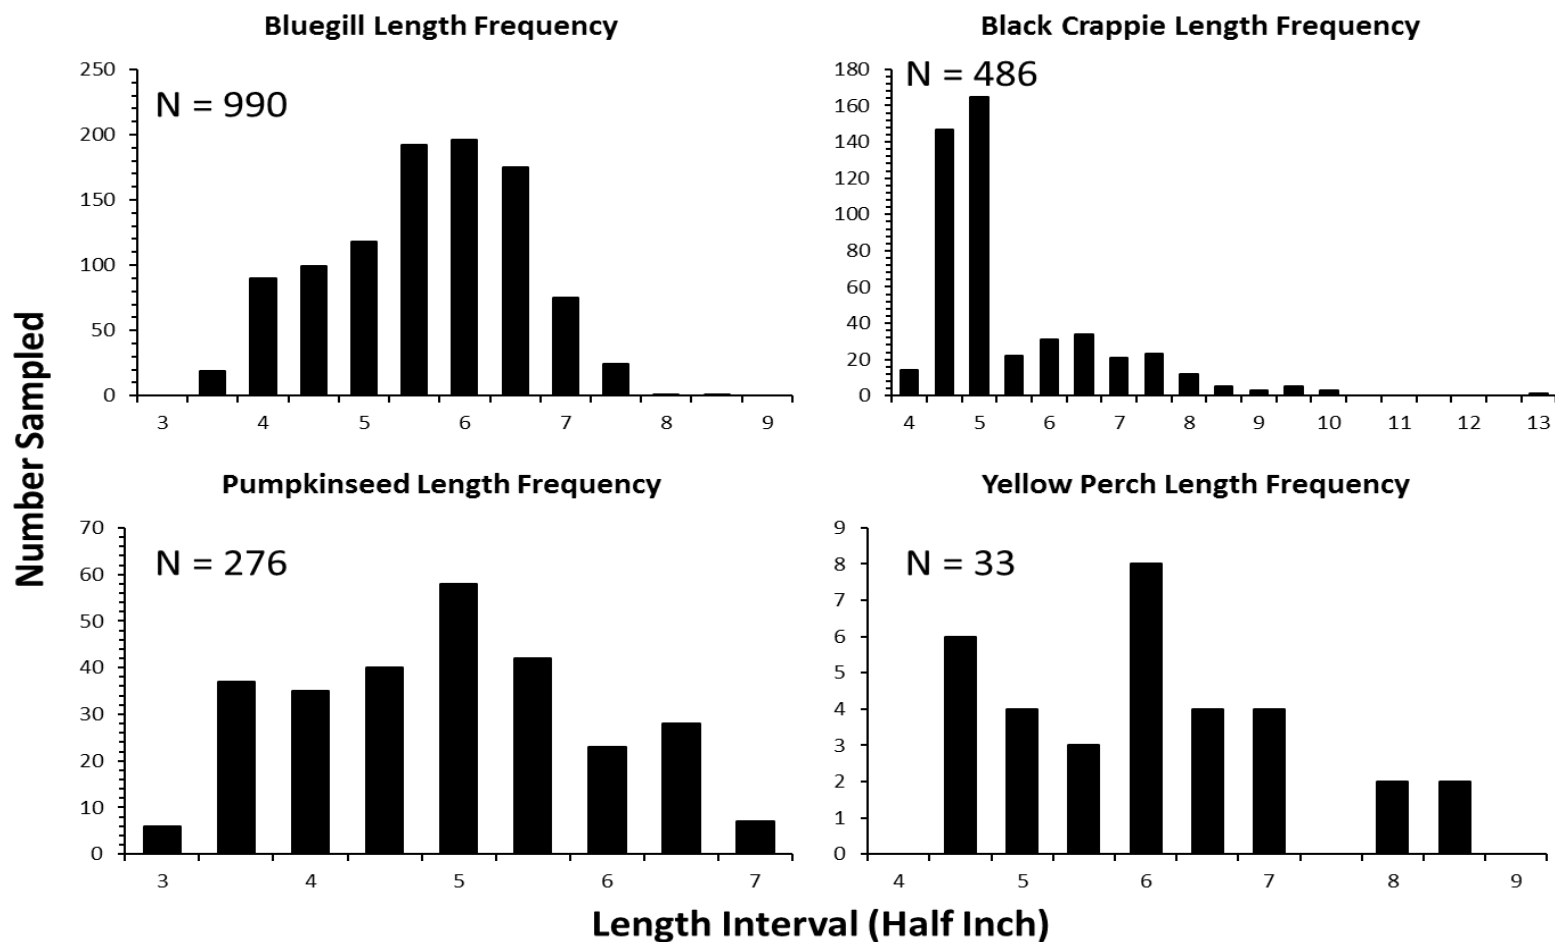 Bluegill Length Frequency
N = 990
250
200
150
100
50
0
3 4 5 6 7 8 9
Black Crappie Length Frequency
N = 486
180
160
140
120
100
80
60
40
20
0
4 5 6 7 8 9 10 11 12 13
Number Sampled
Pumpkinseed Length Frequency
N = 276
70
60
50
40
30
20
10
0
3 4 5 6 7
Yellow Perch Length Frequency
N = 33
9
8
7
6
5
4
3
2
1
0
4 5 6 7 8 9
Length Interval (Half Inch)